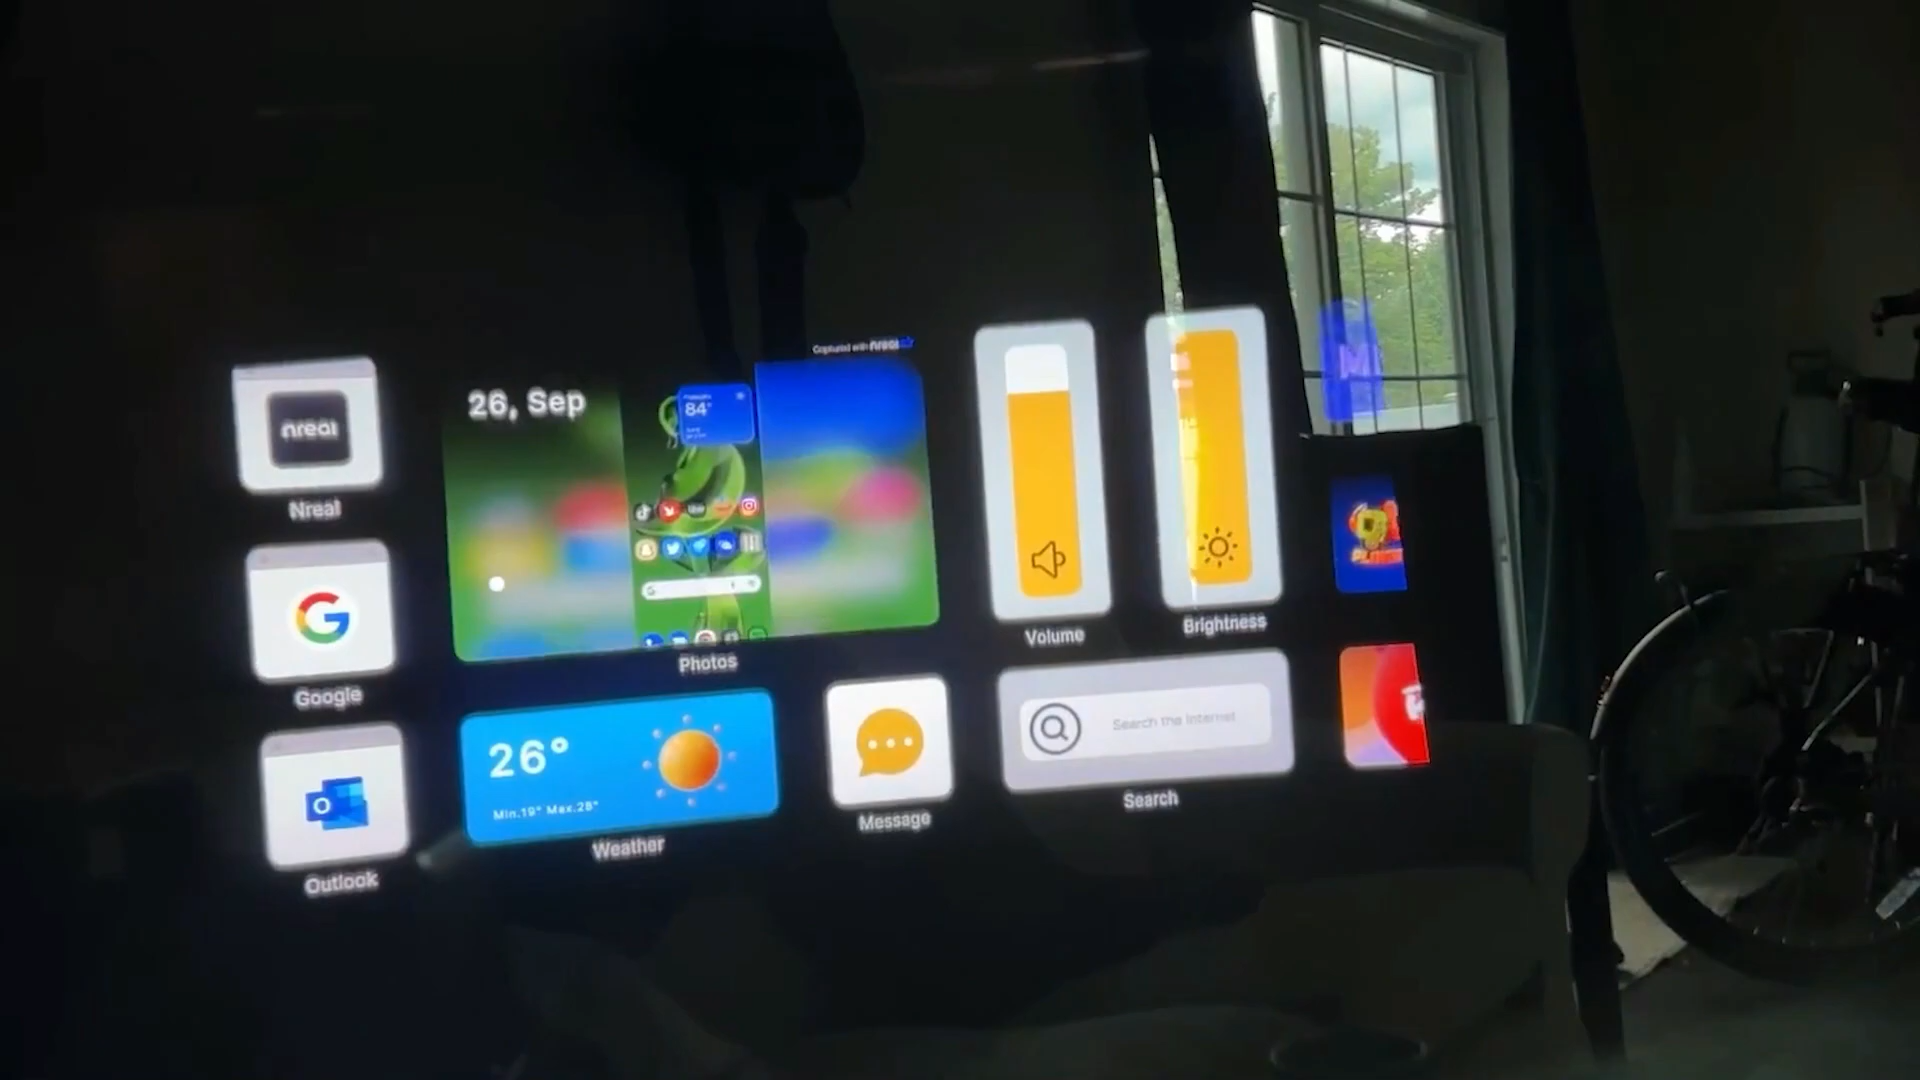 Captured with nreal
nreal
Nreal
26, Sep
84°
Photos
Volume
Brightness
M
Google
Outlook
26°
Min.19° Max.28°
Weather
Message
Search the Internet
Search